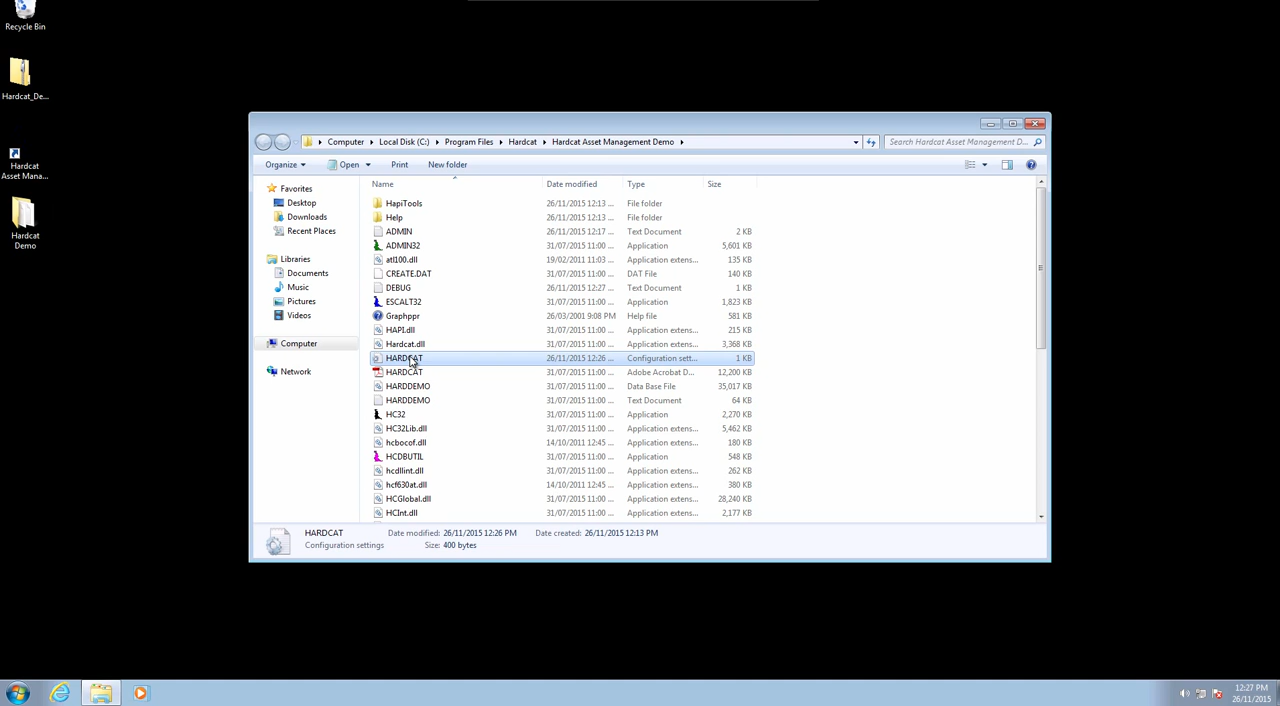 Recycle Bin
Hardcat_De...
Hardcat
Asset Mana...
Hardcat
Demo
Computer Local Disk (C:) Program Files Hardcat Hardcat Asset Management Demo
Search Hardcat Asset Management D...
Organize Open Print New folder
Favorites
Desktop
Downloads
Recent Places
Libraries
Documents
Music
Pictures
Videos
Computer
Network
Name Date modified Type Size
HapiTools 26/11/2015 12:13 ... File folder
Help 26/11/2015 12:13 ... File folder
ADMIN 26/11/2015 12:17 ... Text Document 2 KB
ADMIN32 31/07/2015 11:00 ... Application 5,601 KB
atl100.dll 19/02/2011 11:03 ... Application extens... 135 KB
CREATE.DAT 31/07/2015 11:00 ... DAT File 140 KB
DEBUG 26/11/2015 12:27 ... Text Document 1 KB
ESCALT32 31/07/2015 11:00 ... Application 1,823 KB
Graphppr 26/03/2001 9:08 PM Help file 581 KB
HAPI.dll 31/07/2015 11:00 ... Application extens... 215 KB
Hardcat.dll 31/07/2015 11:00 ... Application extens... 3,368 KB
HARDCAT 26/11/2015 12:26 ... Configuration sett... 1 KB
HARDCAT 31/07/2015 11:00 ... Adobe Acrobat D... 12,200 KB
HARDDEMO 31/07/2015 11:00 ... Data Base File 35,017 KB
HARDDEMO 31/07/2015 11:00 ... Text Document 64 KB
HC32 31/07/2015 11:00 ... Application 2,270 KB
HC32Lib.dll 31/07/2015 11:00 ... Application extens... 5,462 KB
hcbocof.dll 14/10/2011 12:45 ... Application extens... 180 KB
HCDBUTIL 31/07/2015 11:00 ... Application 548 KB
hcdllint.dll 31/07/2015 11:00 ... Application extens... 262 KB
hcf630at.dll 14/10/2011 12:45 ... Application extens... 380 KB
HCGlobal.dll 31/07/2015 11:00 ... Application extens... 28,240 KB
HCInt.dll 31/07/2015 11:00 ... Application extens... 2,177 KB
HARDCAT Date modified: 26/11/2015 12:26 PM Date created: 26/11/2015 12:13 PM
Configuration settings Size: 400 bytes
12:27 PM
26/11/2015